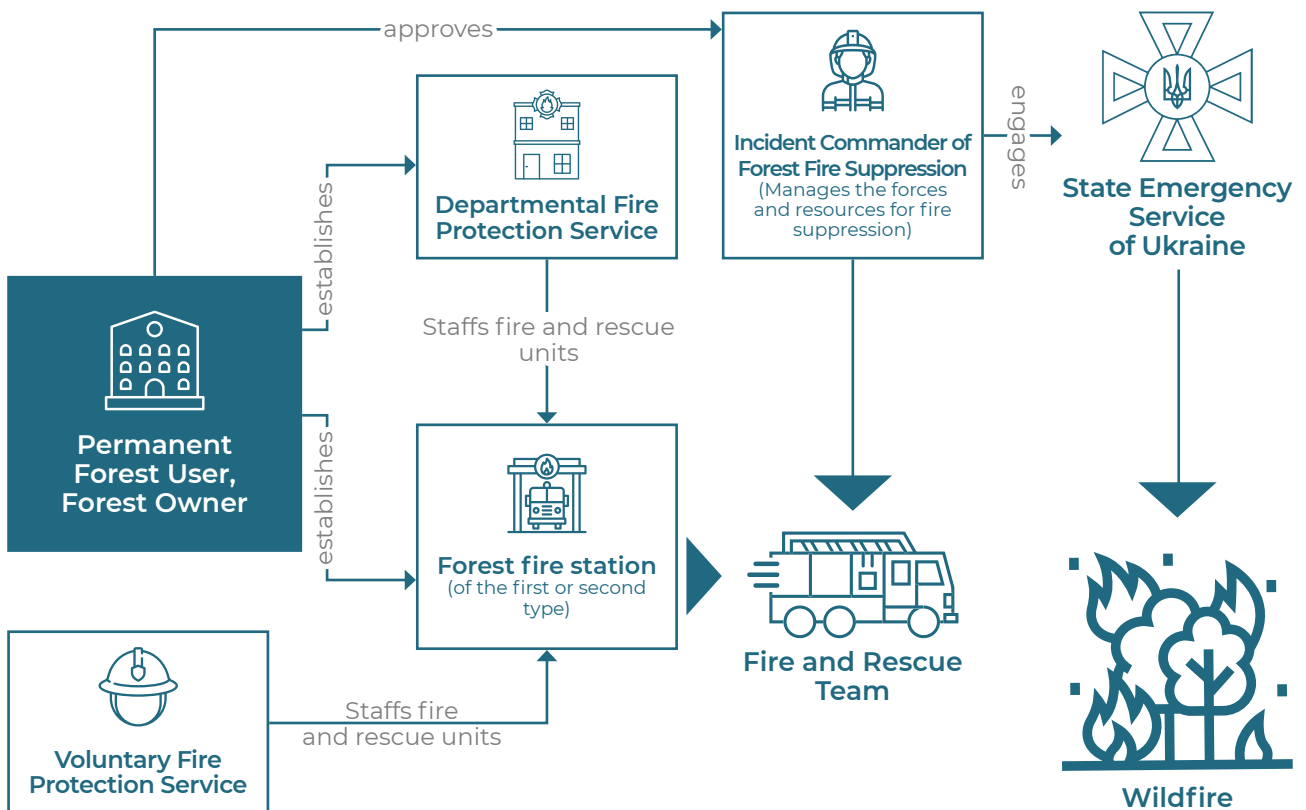 approves
engages
Incident Commander of
Forest Fire Suppression
(Manages the forces
and resources for fire
suppression)
State Emergency
Service
of Ukraine
establishes
Departmental Fire
Protection Service
Staffs fire and rescue
units
Permanent
Forest User,
Forest Owner
establishes
Forest fire station
(of the first or second
type)
Fire and Rescue
Team
Voluntary Fire
Protection Service
Staffs fire
and rescue units
Wildfire